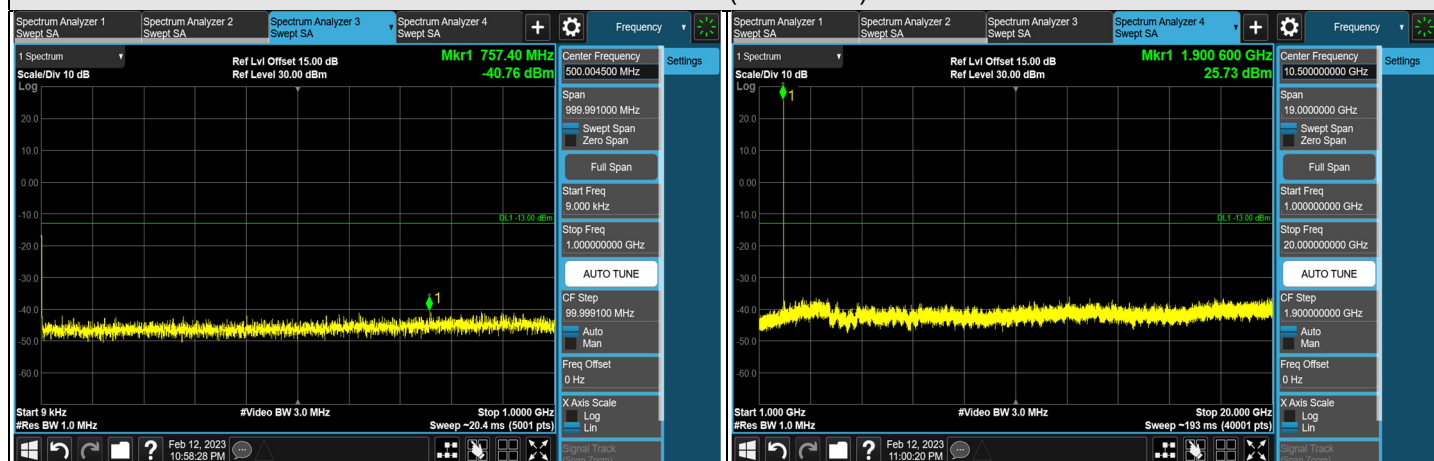 Spectrum Analyzer 1
Swept SA
Spectrum Analyzer 2
Swept SA
Spectrum Analyzer 3
Swept SA
Spectrum Analyzer 4
Swept SA
+
Frequency
1 Spectrum
Scale/Div 10 dB
Log
Ref Lvl Offset 15.00 dB
Ref Level 30.00 dBm
Mkr1 757.40 MHz
-40.76 dBm
1
20.0
10.0
0.00
-10.0
-20.0
-30.0
-40.0
-50.0
-60.0
DL1 -13.00 dBm
Start 9 kHz
#Res BW 1.0 MHz
#Video BW 3.0 MHz
Stop 1.0000 GHz
Sweep ~20.4 ms (5001 pts)
Center Frequency
500.004500 MHz
Settings
Span
999.991000 MHz
Swept Span
Zero Span
Full Span
Start Freq
9.000 kHz
Stop Freq
1.000000000 GHz
AUTO TUNE
CF Step
99.999100 MHz
Auto
Man
Freq Offset
0 Hz
X Axis Scale
Log
Lin
Signal Track
(Span Zoom)
?
Feb 12, 2023
10:58:28 PM
Spectrum Analyzer 1
Swept SA
Spectrum Analyzer 2
Swept SA
Spectrum Analyzer 3
Swept SA
Spectrum Analyzer 4
Swept SA
+
Frequency
1 Spectrum
Scale/Div 10 dB
Log
Ref Lvl Offset 15.00 dB
Ref Level 30.00 dBm
Mkr1 1.900 600 GHz
25.73 dBm
1
20.0
10.0
0.00
-10.0
-20.0
-30.0
-40.0
-50.0
-60.0
DL1 -13.00 dBm
Start 1.000 GHz
#Res BW 1.0 MHz
#Video BW 3.0 MHz
Stop 20.000 GHz
Sweep ~193 ms (40001 pts)
Center Frequency
10.500000000 GHz
Settings
Span
19.0000000 GHz
Swept Span
Zero Span
Full Span
Start Freq
1.000000000 GHz
Stop Freq
20.000000000 GHz
AUTO TUNE
CF Step
1.900000000 GHz
Auto
Man
Freq Offset
0 Hz
X Axis Scale
Log
Lin
Signal Track
(Span Zoom)
?
Feb 12, 2023
11:00:20 PM